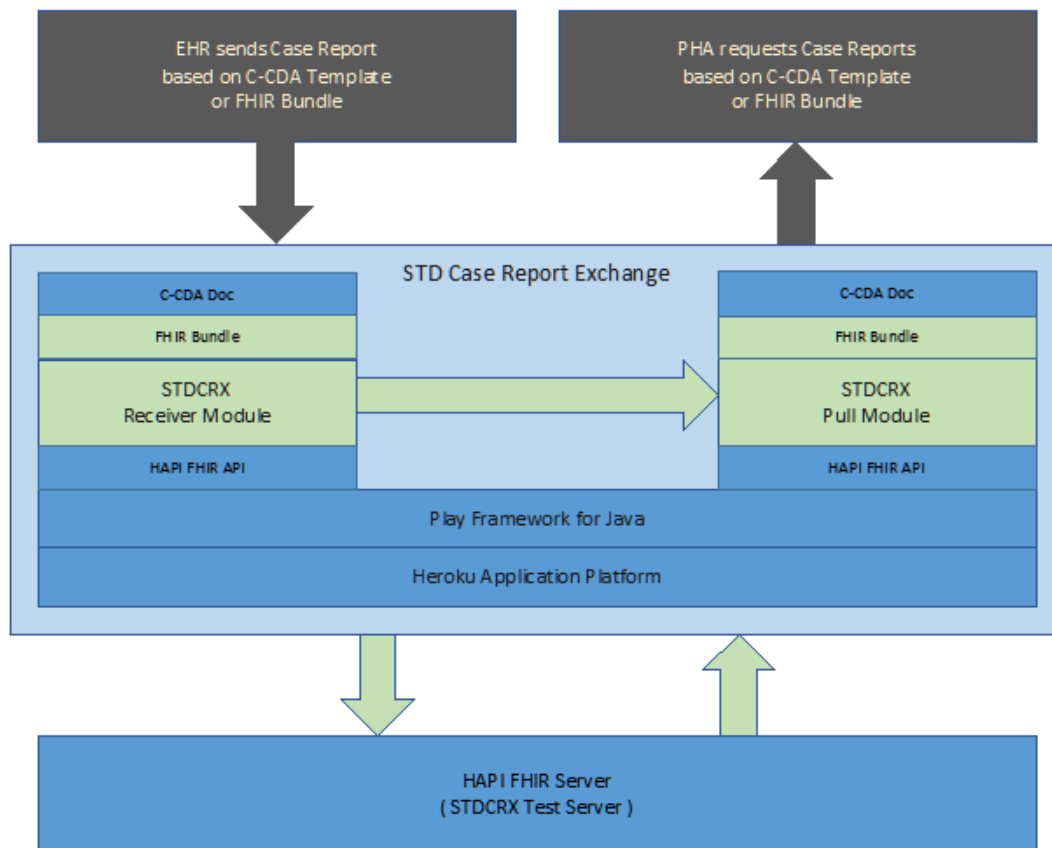 EHR sends Case Report
based on C-CDA Template
or FHIR Bundle
PHA requests Case Reports
based on C-CDA Template
or FHIR Bundle
STD Case Report Exchange
C-CDA Doc
FHIR Bundle
STDCRX
Receiver Module
HAPI FHIR API
C-CDA Doc
FHIR Bundle
STDCRX
Pull Module
HAPI FHIR API
Play Framework for Java
Heroku Application Platform
HAPI FHIR Server
( STDCRX Test Server )